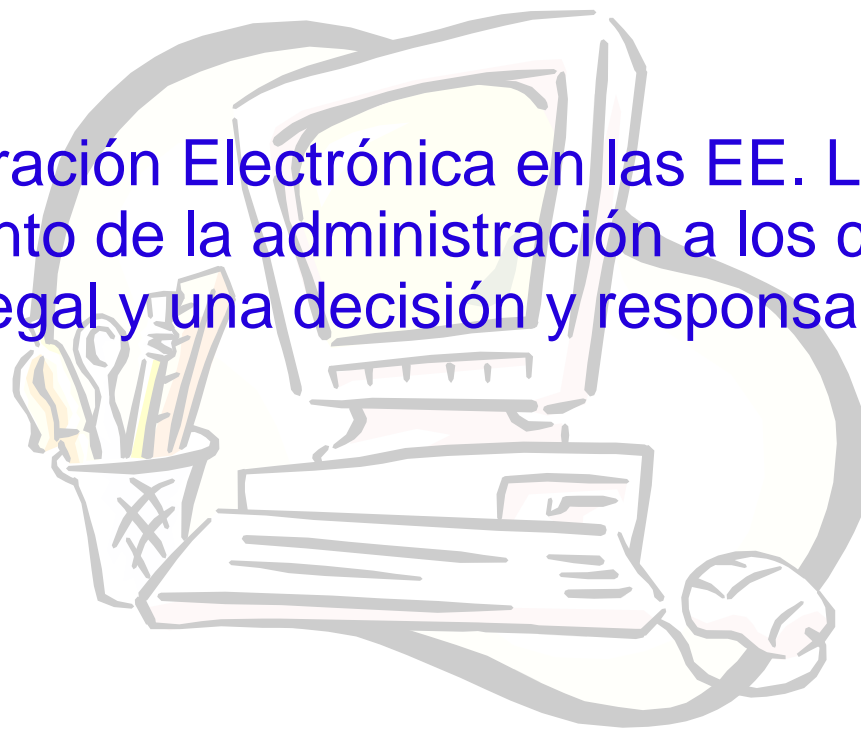 ración Electrónica en las EE. L
nto de la administración a los
egal y una decisión y responsa